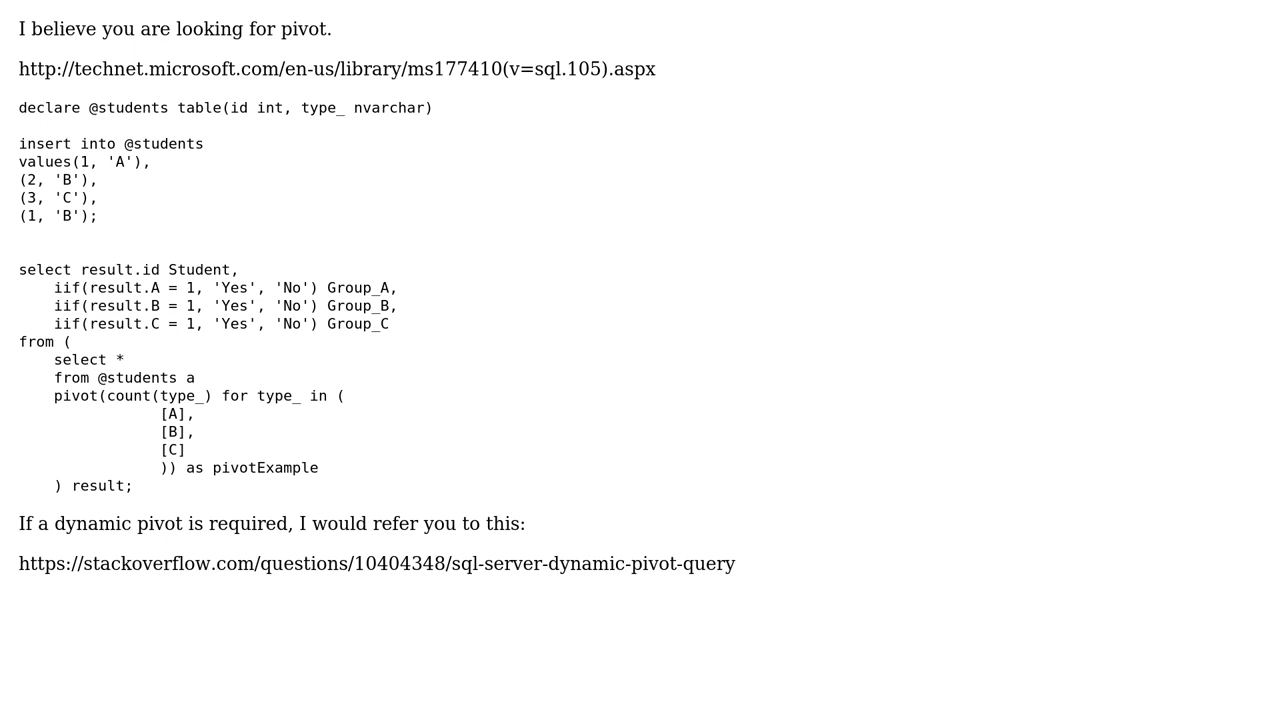 I believe you are looking for pivot.
http://technet.microsoft.com/en-us/library/ms177410(v=sql.105).aspx
declare @students table(id int, type_ nvarchar)
insert into @students
values(1, 'A'),
(2, 'B'),
(3, 'C'),
(1, 'B');
select result.id Student,
    iif(result.A = 1, 'Yes', 'No') Group_A,
    iif(result.B = 1, 'Yes', 'No') Group_B,
    iif(result.C = 1, 'Yes', 'No') Group_C
from (
    select *
    from @students a
    pivot(count(type_) for type_ in (
                [A],
                [B],
                [C]
                )) as pivotExample
    ) result;
If a dynamic pivot is required, I would refer you to this:
https://stackoverflow.com/questions/10404348/sql-server-dynamic-pivot-query